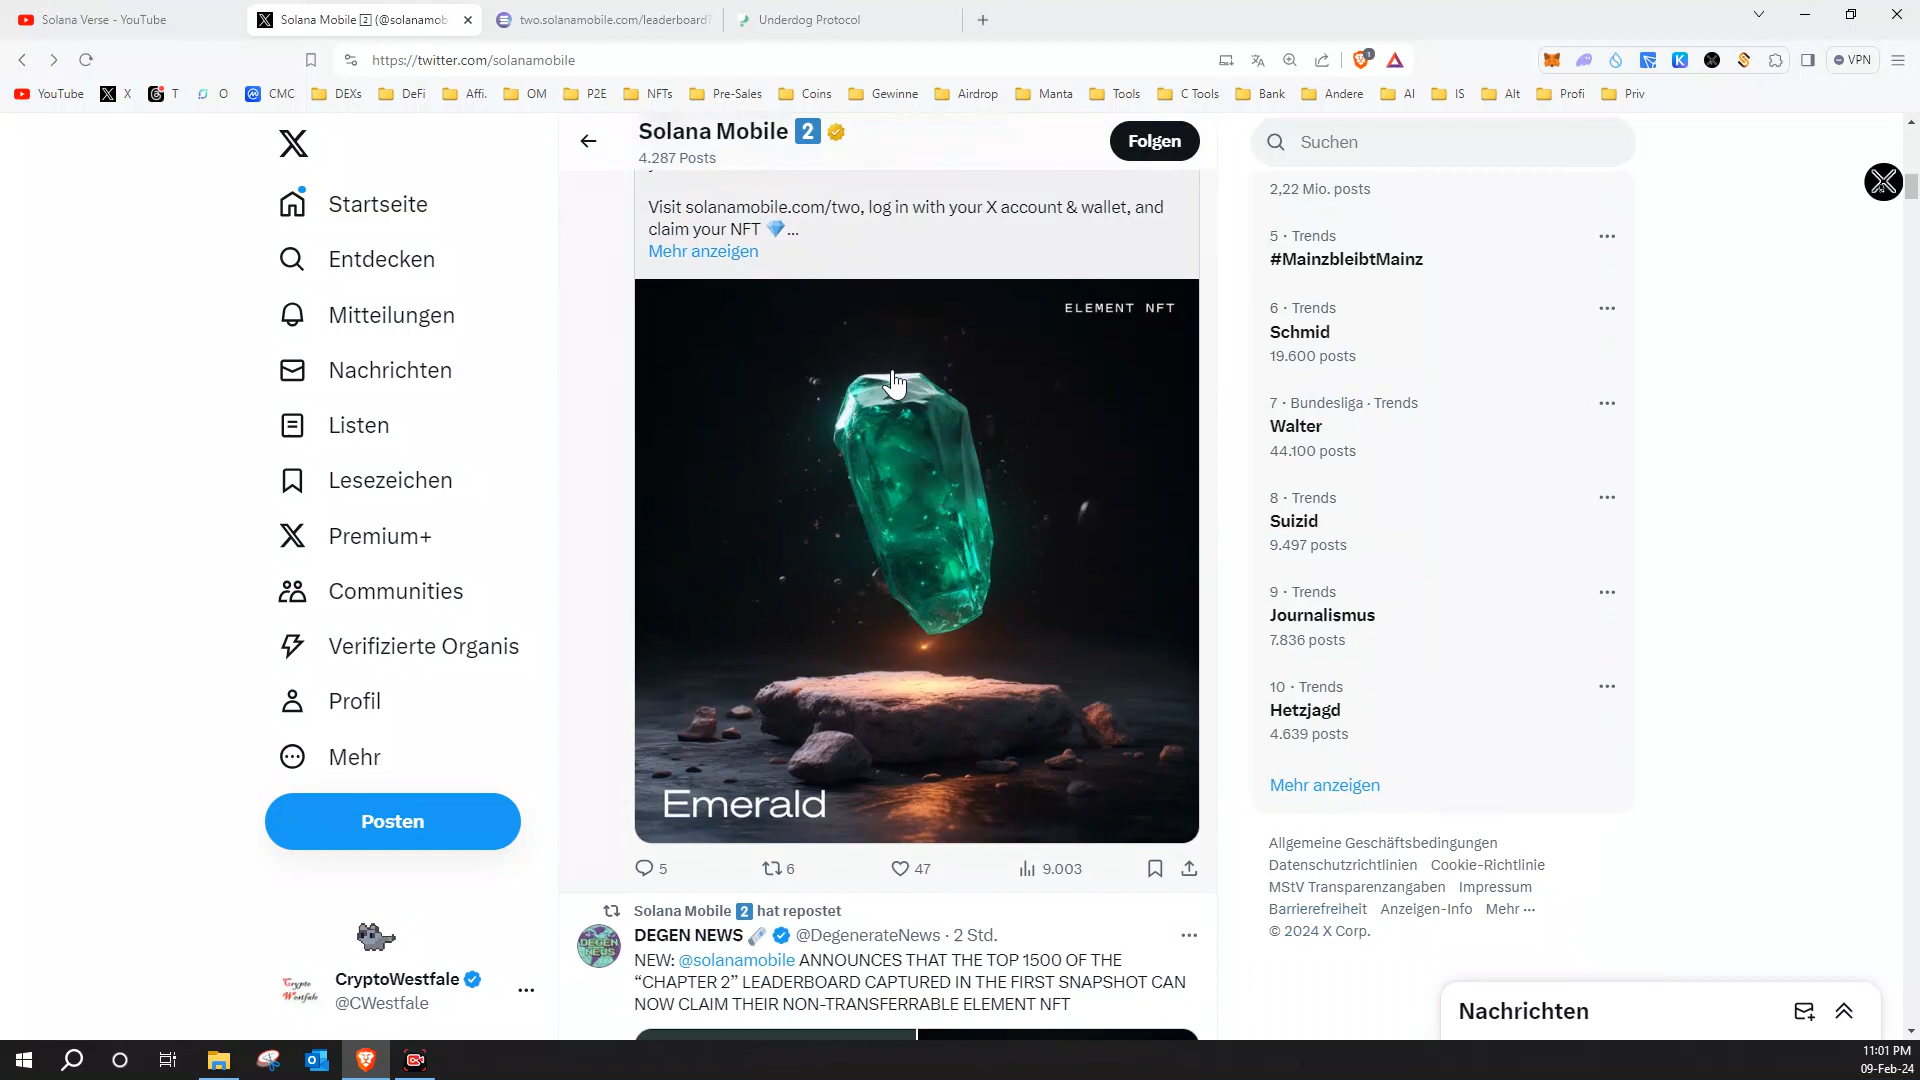 Solana Verse - YouTube
Solana Mobile 2 (@solanamob
two.solanamobile.com/leaderboard?
Underdog Protocol
https://twitter.com/solanamobile
VPN
YouTube X T O CMC DEXs DeFi Affi. OM P2E NFTs Pre-Sales Coins Gewinne Airdrop Manta Tools C Tools Bank Andere AI IS Alt Profi Priv
Startseite
Entdecken
Mitteilungen
Nachrichten
Listen
Lesezeichen
Premium+
Communities
Verifizierte Organis
Profil
Mehr
Posten
CryptoWestfale
@CWestfale
Crypto
Westfale
Solana Mobile 2
4.287 Posts
Folgen
Visit solanamobile.com/two, log in with your X account & wallet, and
claim your NFT 💎...
Mehr anzeigen
ELEMENT NFT
Emerald
5 6 47 9.003
Solana Mobile 2 hat repostet
DEGEN NEWS 🗞️ @DegenerateNews · 2 Std.
DEGEN
NEWS
NEW: @solanamobile ANNOUNCES THAT THE TOP 1500 OF THE
“CHAPTER 2” LEADERBOARD CAPTURED IN THE FIRST SNAPSHOT CAN
NOW CLAIM THEIR NON-TRANSFERRABLE ELEMENT NFT
Suchen
2,22 Mio. posts
5 · Trends
#MainzbleibtMainz
6 · Trends
Schmid
19.600 posts
7 · Bundesliga · Trends
Walter
44.100 posts
8 · Trends
Suizid
9.497 posts
9 · Trends
Journalismus
7.836 posts
10 · Trends
Hetzjagd
4.639 posts
Mehr anzeigen
Allgemeine Geschäftsbedingungen
Datenschutzrichtlinien Cookie-Richtlinie
MStV Transparenzangaben Impressum
Barrierefreiheit Anzeigen-Info Mehr ···
© 2024 X Corp.
Nachrichten
11:01 PM
09-Feb-24